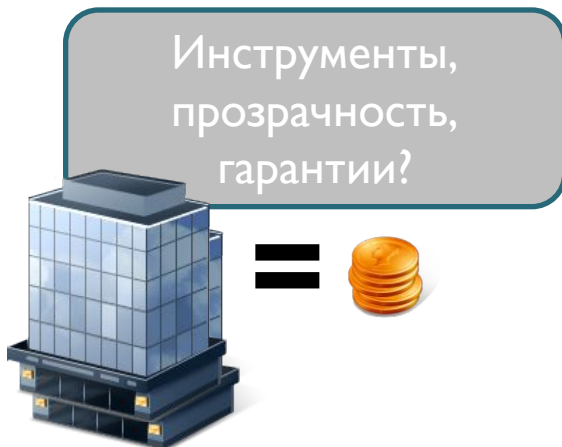 Инструменты,
прозрачность,
гарантии?